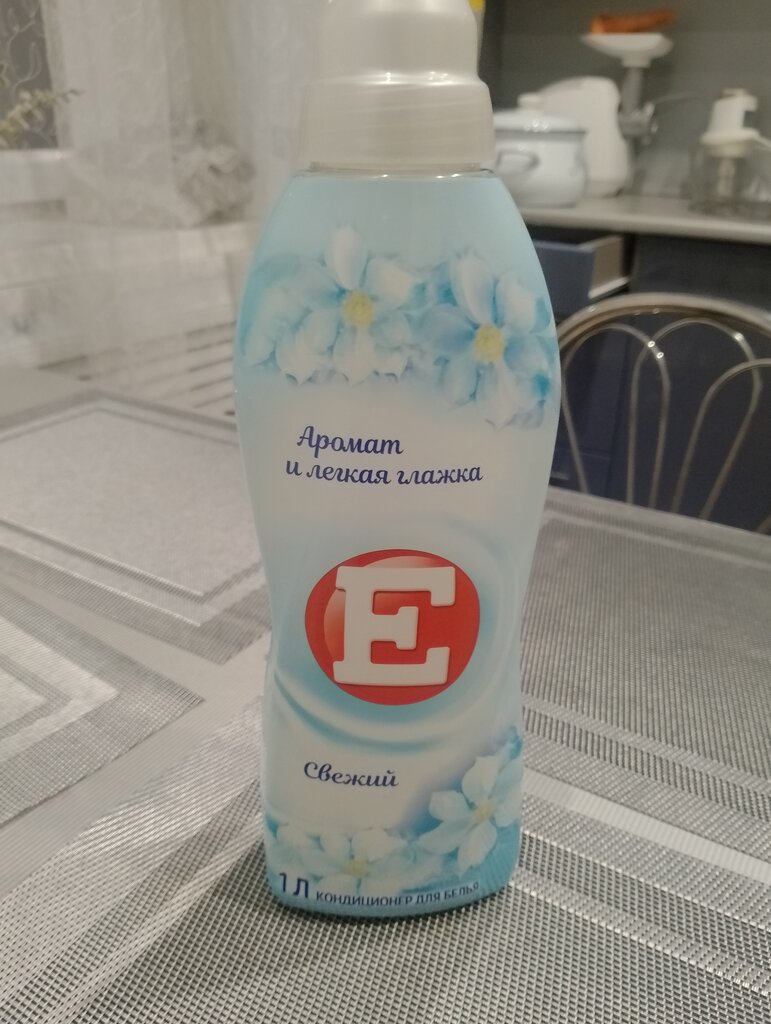 Аромат
и легкая глажка
E
Свежий
1 Л КОНДИЦИОНЕР ДЛЯ БЕЛЬЯ